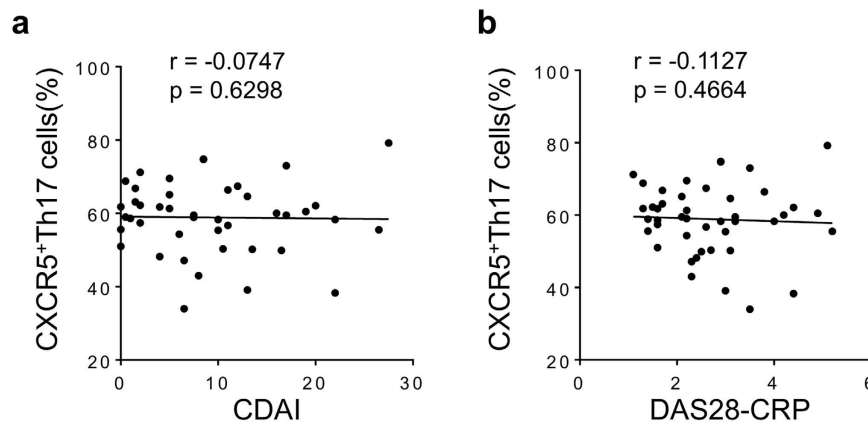 a
r = -0.0747
p = 0.6298
CXCR5+Th17 cells(%)
100
80
60
40
20
0
10
20
30
CDAI
b
r = -0.1127
p = 0.4664
CXCR5+Th17 cells(%)
100
80
60
40
20
0
2
4
6
DAS28-CRP